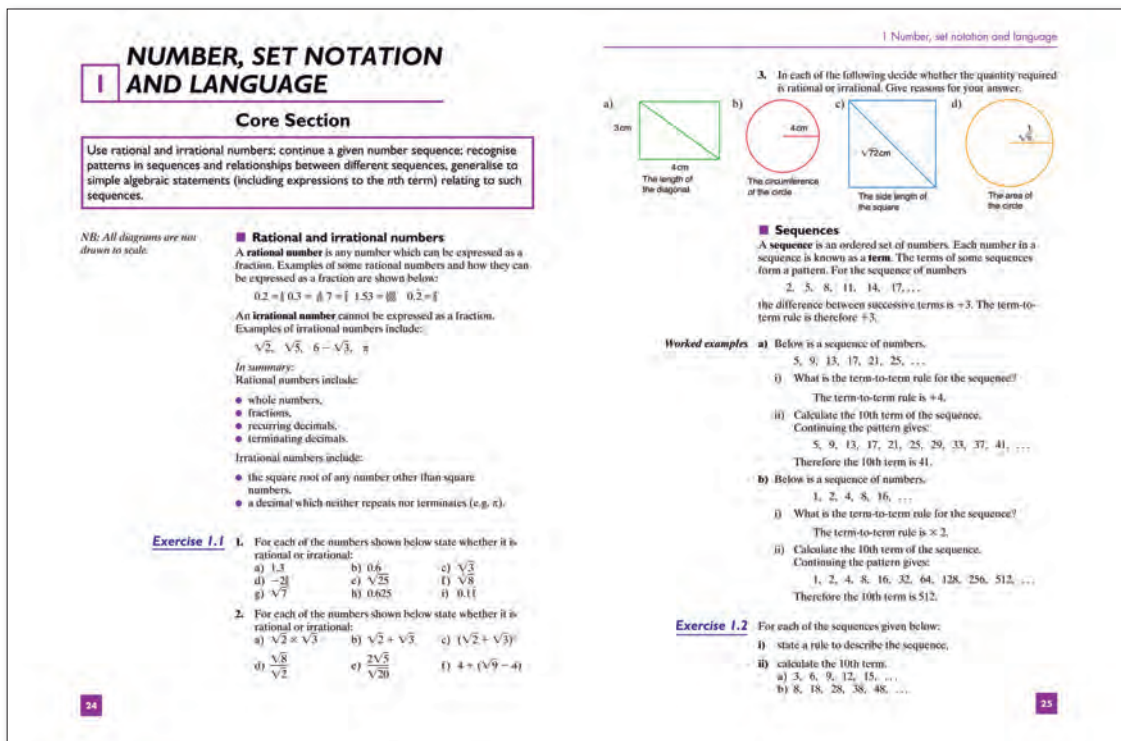 1
NUMBER, SET NOTATION
AND LANGUAGE
Core Section
Use rational and irrational numbers; continue a given number sequence; recognise
patterns in sequences and relationships between different sequences, generalise to
simple algebraic statements (including expressions to the nth term) relating to such
sequences.
NB: All diagrams are not
drawn to scale.
■ Rational and irrational numbers
A rational number is any number which can be expressed as a
fraction. Examples of some rational numbers and how they can
be expressed as a fraction are shown below:
0.2 = 0.3 = 7 = 1.53 = 0.2̇ =
An irrational number cannot be expressed as a fraction.
Examples of irrational numbers include:
√2, √5, 6 − √3, π
In summary:
Rational numbers include:
● whole numbers,
● fractions,
● recurring decimals,
● terminating decimals.
Irrational numbers include:
● the square root of any number other than square
numbers,
● a decimal which neither repeats nor terminates (e.g. π).
Exercise 1.1 1. For each of the numbers shown below state whether it is
rational or irrational:
a) 1.3 b) 0.6 c) √3
d) e) √25 f) √8
g) √7 h) 0.625 i)
2. For each of the numbers shown below state whether it is
rational or irrational:
a) √2 × √3 b) √2 + √3 c) (√2 + √3)
d) √8/√2 e) 2√5/√20 f) 4 + (√9 − 4)
24
1 Number, set notation and language
3. In each of the following decide whether the quantity required
is rational or irrational. Give reasons for your answer.
a) b) c) d)
3cm 4cm √72cm
4cm
The length of
the diagonal
The circumference
of the circle
The side length of
the square
The area of
the circle
■ Sequences
A sequence is an ordered set of numbers. Each number in a
sequence is known as a term. The terms of some sequences
form a pattern. For the sequence of numbers
2, 5, 8, 11, 14, 17, ...
the difference between successive terms is +3. The term-to-
term rule is therefore +3.
Worked examples a) Below is a sequence of numbers.
5, 9, 13, 17, 21, 25, ...
i) What is the term-to-term rule for the sequence?
The term-to-term rule is +4.
ii) Calculate the 10th term of the sequence.
Continuing the pattern gives:
5, 9, 13, 17, 21, 25, 29, 33, 37, 41, ...
Therefore the 10th term is 41.
b) Below is a sequence of numbers.
1, 2, 4, 8, 16, ...
i) What is the term-to-term rule for the sequence?
The term-to-term rule is × 2.
ii) Calculate the 10th term of the sequence.
Continuing the pattern gives:
1, 2, 4, 8, 16, 32, 64, 128, 256, 512, ...
Therefore the 10th term is 512.
Exercise 1.2 For each of the sequences given below:
i) state a rule to describe the sequence,
ii) calculate the 10th term.
a) 3, 6, 9, 12, 15, ...
b) 8, 18, 28, 38, 48, ...
25